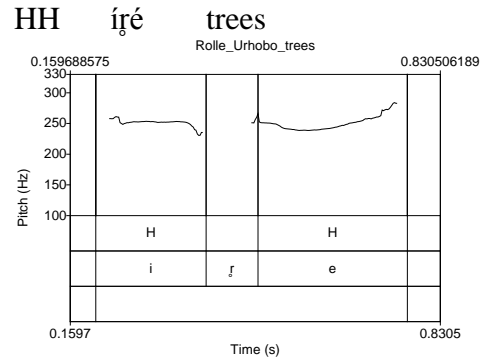 HH ír̥é trees
Rolle_Urhobo_trees
0.159688575 0.830506189
330
300
250
200
150
100
Pitch (Hz)
H H
i r̥ e
0.1597 0.8305
Time (s)